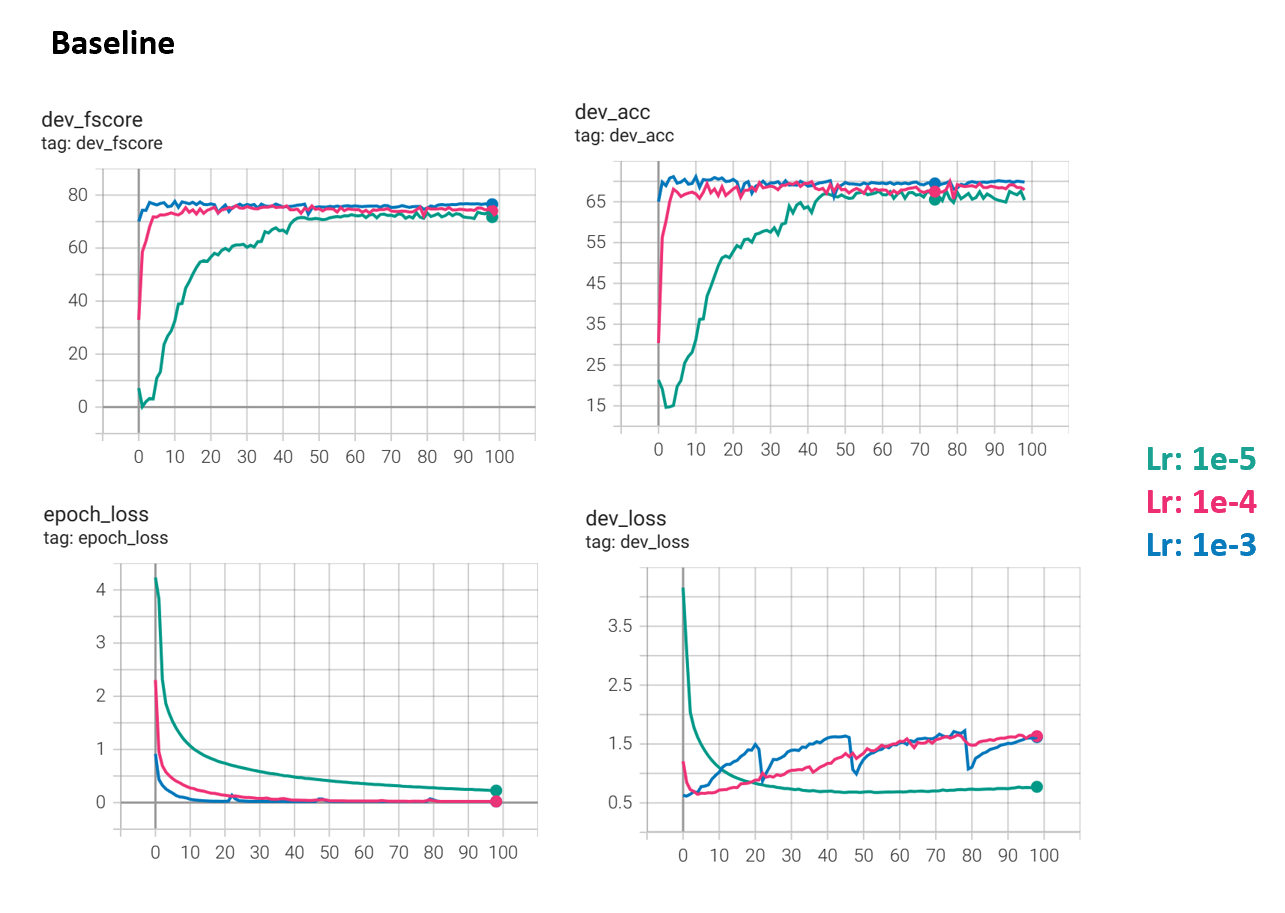 Baseline
dev_fscore
tag: dev_fscore
80
60
40
20
0
0 10 20 30 40 50 60 70 80 90 100
dev_acc
tag: dev_acc
65
55
45
35
25
15
0 10 20 30 40 50 60 70 80 90 100
epoch_loss
tag: epoch_loss
4
3
2
1
0
0 10 20 30 40 50 60 70 80 90 100
dev_loss
tag: dev_loss
3.5
2.5
1.5
0.5
0 10 20 30 40 50 60 70 80 90 100
Lr: 1e-5
Lr: 1e-4
Lr: 1e-3